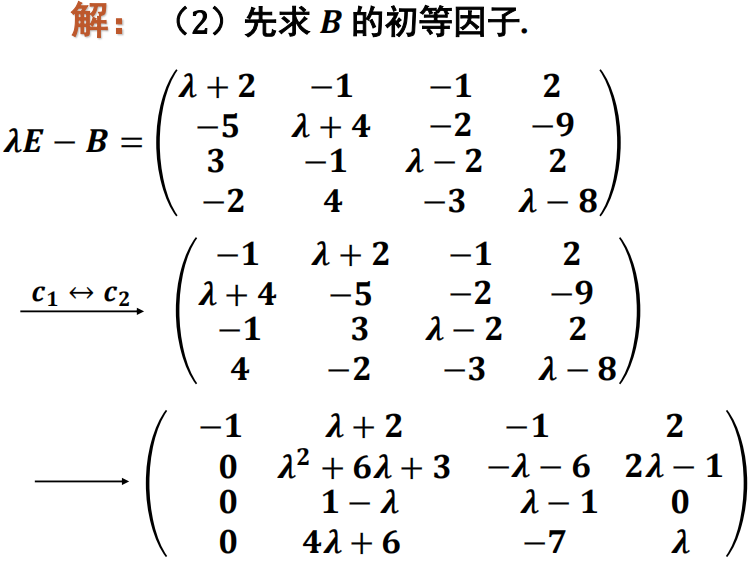 解： （2）先求 B 的初等因子.
λE − B =
λ + 2 −1 −1 2
−5 λ + 4 −2 −9
3 −1 λ − 2 2
−2 4 −3 λ − 8
c₁ ↔ c₂
−1 λ + 2 −1 2
λ + 4 −5 −2 −9
−1 3 λ − 2 2
4 −2 −3 λ − 8
−1 λ + 2 −1 2
0 λ² + 6λ + 3 −λ − 6 2λ − 1
0 1 − λ λ − 1 0
0 4λ + 6 −7 λ